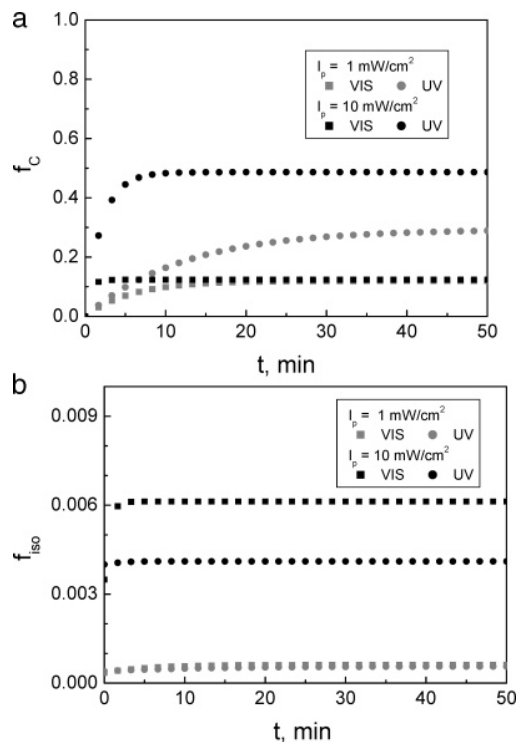 a
1.0
0.8
0.6
0.4
0.2
0.0
f_C
I_p = 1 mW/cm²
VIS UV
I_p = 10 mW/cm²
VIS UV
0 10 20 30 40 50
t, min
b
0.009
0.006
0.003
0.000
f_iso
I_p = 1 mW/cm²
VIS UV
I_p = 10 mW/cm²
VIS UV
0 10 20 30 40 50
t, min